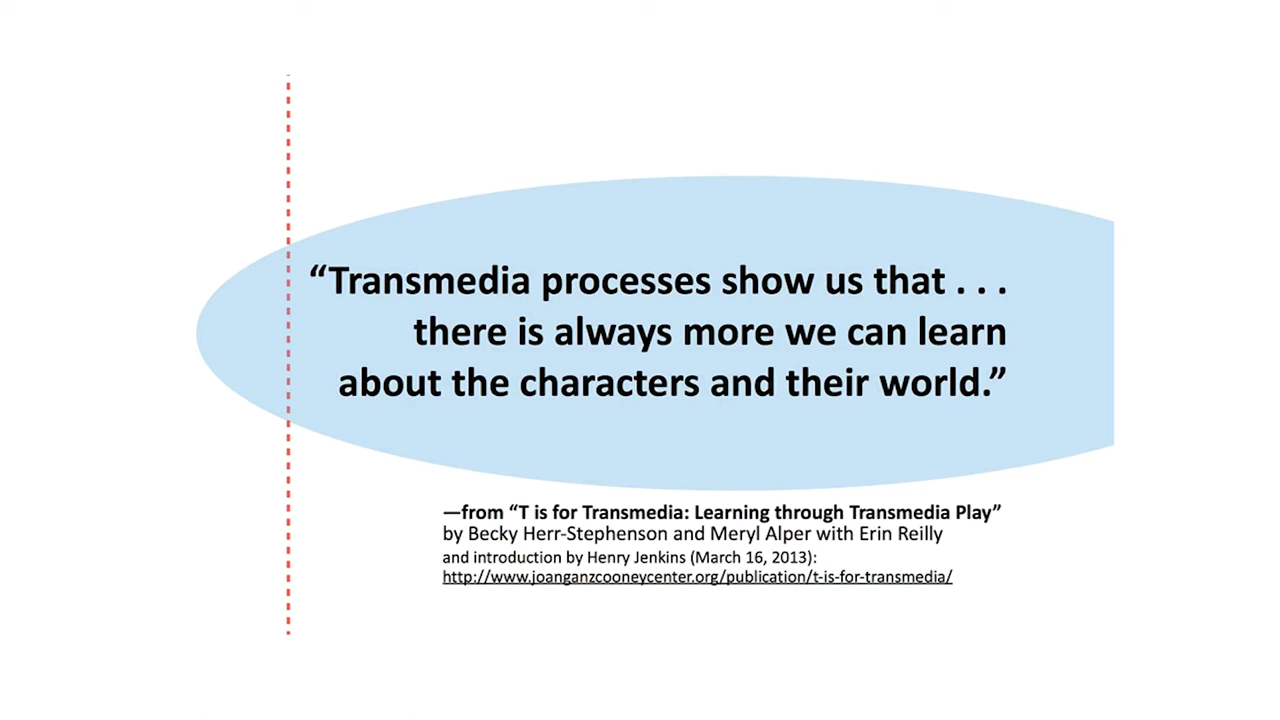 “Transmedia processes show us that . . .
there is always more we can learn
about the characters and their world.”
—from “T is for Transmedia: Learning through Transmedia Play”
by Becky Herr-Stephenson and Meryl Alper with Erin Reilly
and introduction by Henry Jenkins (March 16, 2013):
http://www.joanganzcooneycenter.org/publication/t-is-for-transmedia/